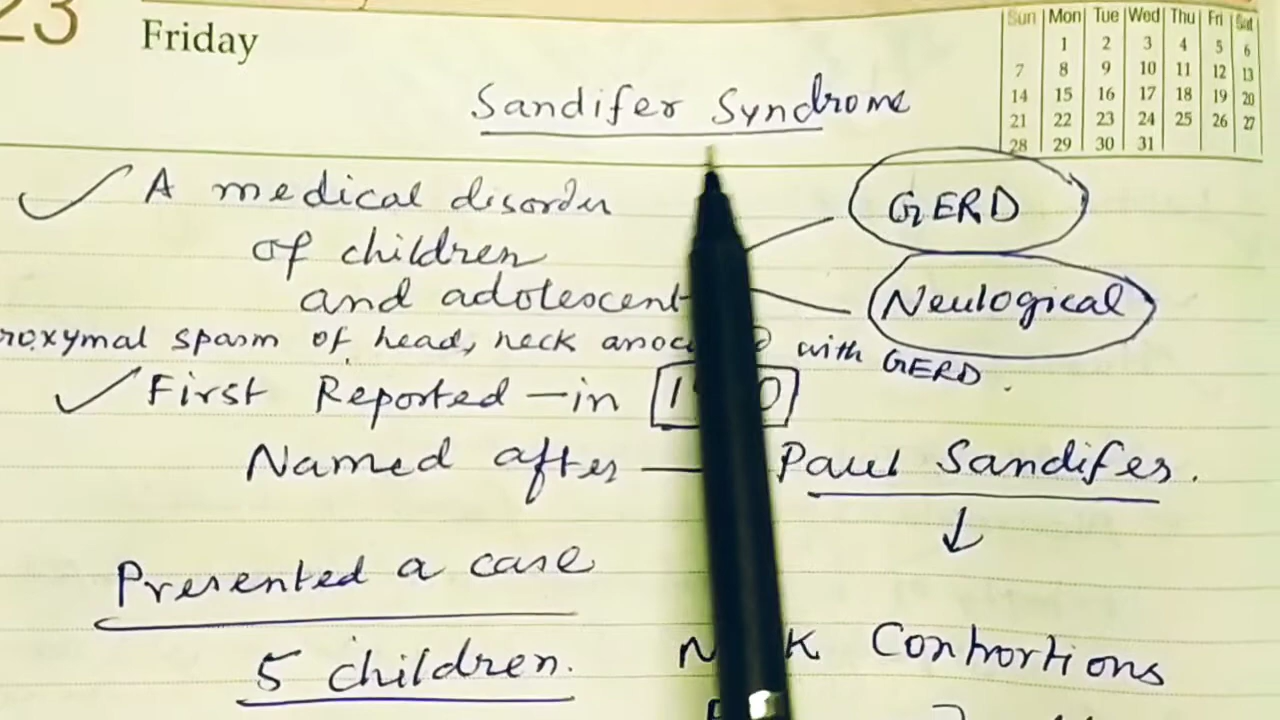 23
Friday
Sun Mon Tue Wed Thu Fri Sat
1 2 3 4 5 6
7 8 9 10 11 12 13
14 15 16 17 18 19 20
21 22 23 24 25 26 27
28 29 30 31
Sandifer Syndrome
A medical disorder
of children
and adolescent
GERD
Neulogical
roxymal spasm of head, neck with GERD.
First Reported — in
Named after — Paul Sandifer.
↓
Presented a case
5 children.
Contrortions